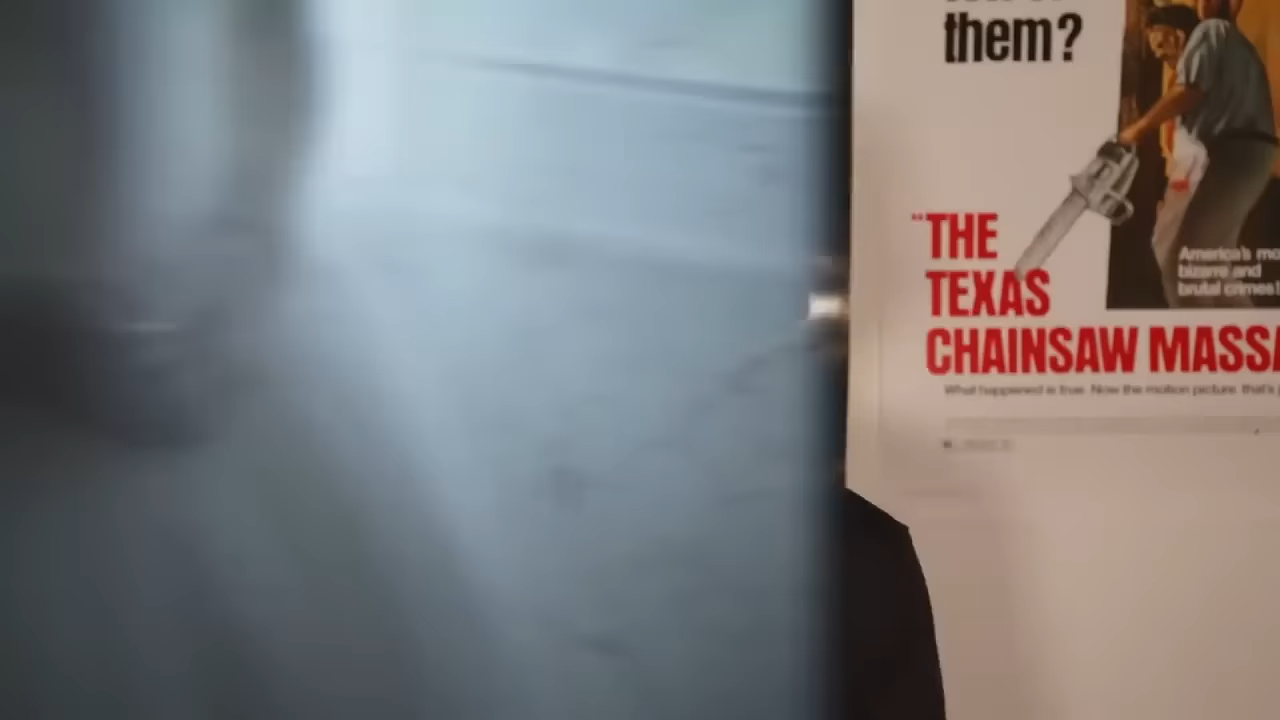 them?
"THE
TEXAS
CHAINSAW MASSA
America's mo
bizarre and
brutal crimes!
What happened is true. Now the motion picture that's j